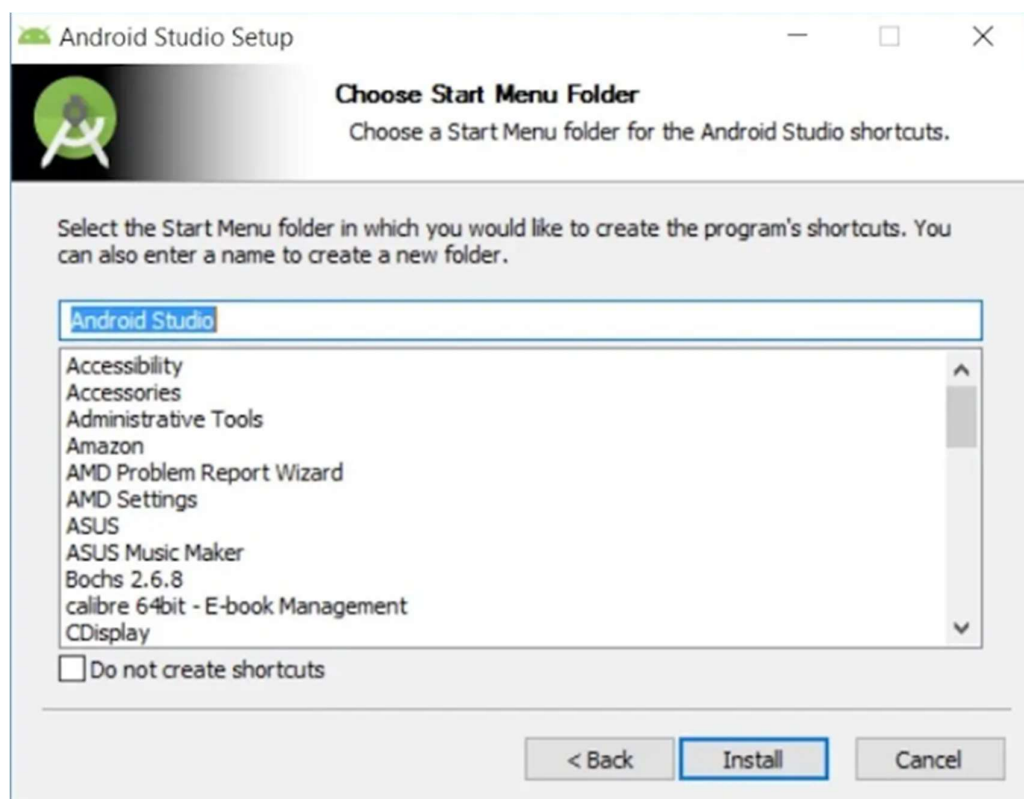 Android Studio Setup
Choose Start Menu Folder
Choose a Start Menu folder for the Android Studio shortcuts.
Select the Start Menu folder in which you would like to create the program's shortcuts. You
can also enter a name to create a new folder.
Android Studio
Accessibility
Accessories
Administrative Tools
Amazon
AMD Problem Report Wizard
AMD Settings
ASUS
ASUS Music Maker
Bochs 2.6.8
calibre 64bit - E-book Management
CDisplay
Do not create shortcuts
< Back Install Cancel